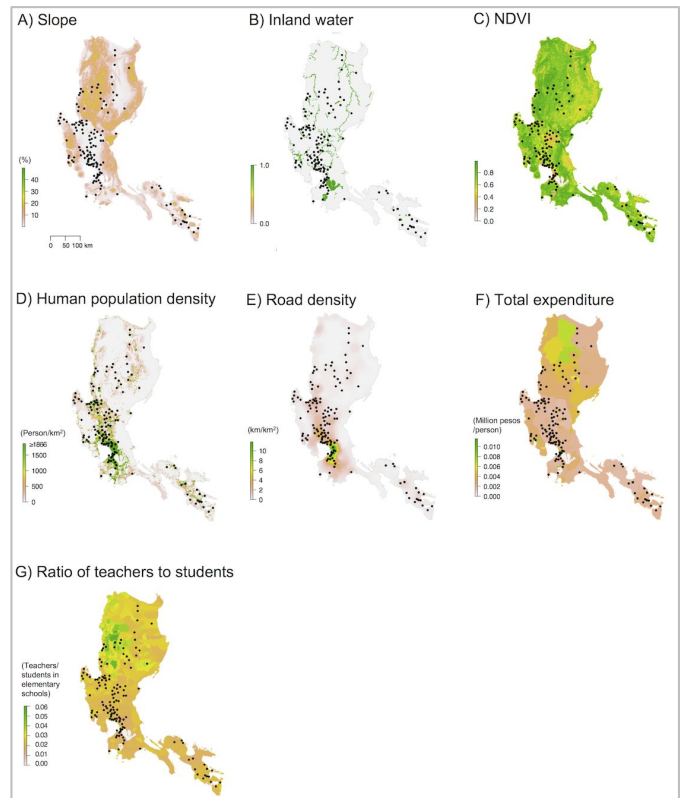 A) Slope
B) Inland water
C) NDVI
(%)
40
30
20
10
0 50 100 km
1.0
0.0
0.8
0.6
0.4
0.2
0.0
D) Human population density
E) Road density
F) Total expenditure
(Person/km²)
≥1866
1500
1000
500
0
(km/km²)
10
8
6
4
2
0
(Million pesos
/person)
0.010
0.008
0.006
0.004
0.002
0.000
G) Ratio of teachers to students
(Teachers/
students in
elementary
schools)
0.06
0.05
0.04
0.03
0.02
0.01
0.00